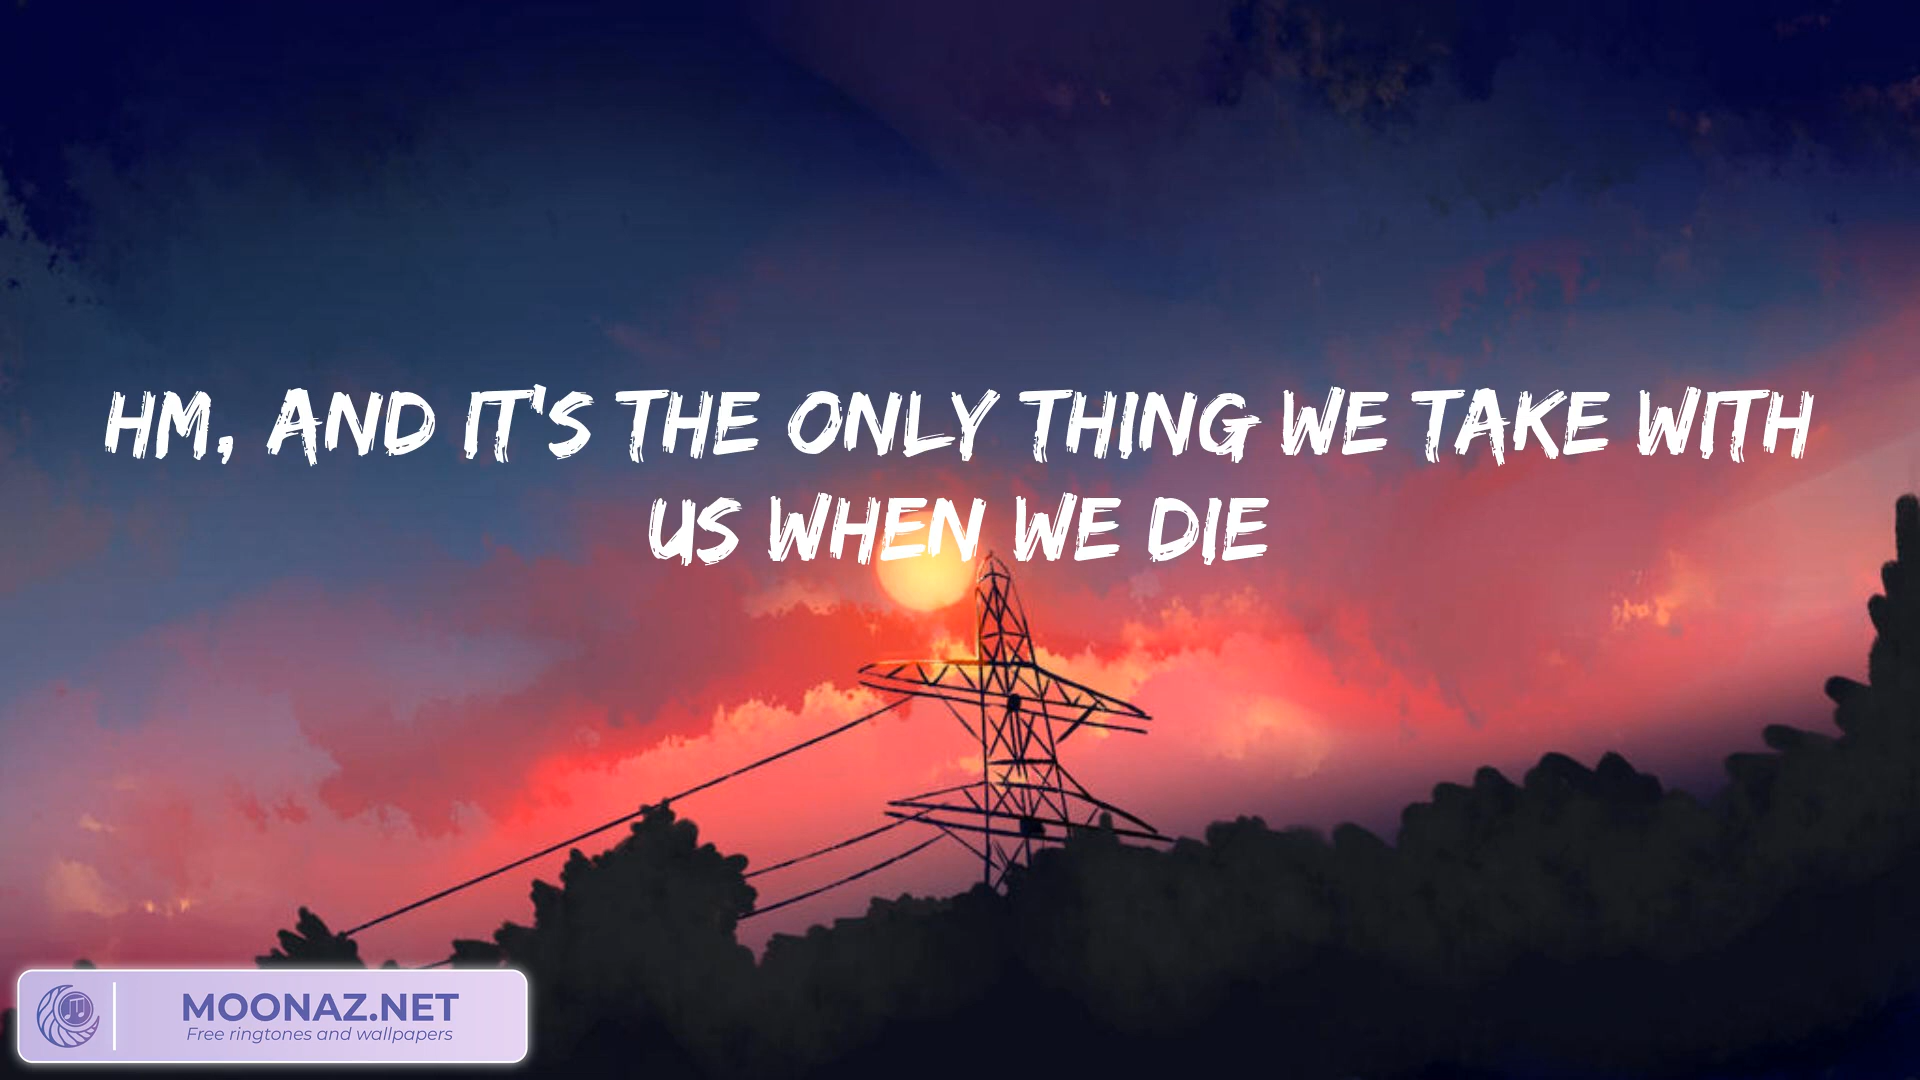 HM, AND IT'S THE ONLY THING WE TAKE WITH
US WHEN WE DIE
MOONAZ.NET
Free ringtones and wallpapers